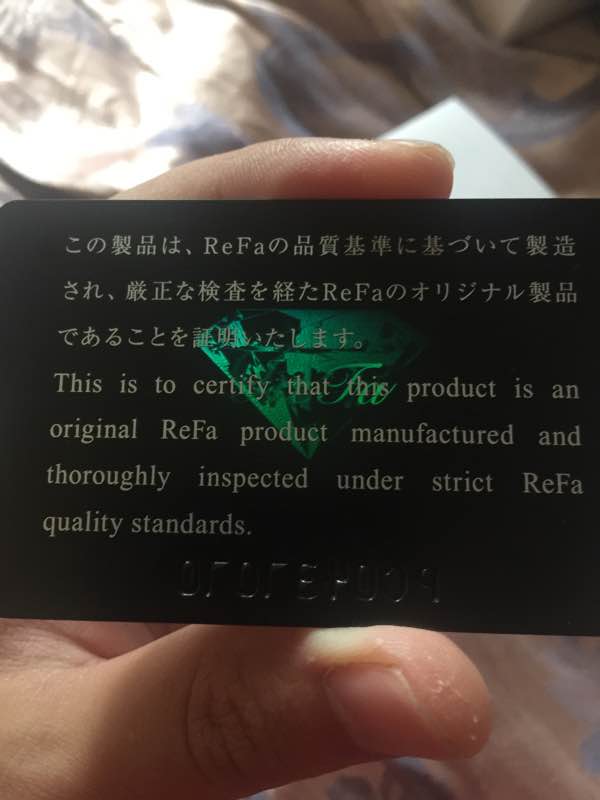 この製品は、ReFaの品質基準に基づいて製造
され、厳正な検査を経たReFaのオリジナル製品
であることを証明いたします。
This is to certify that this product is an
original ReFa product manufactured and
thoroughly inspected under strict ReFa
quality standards.